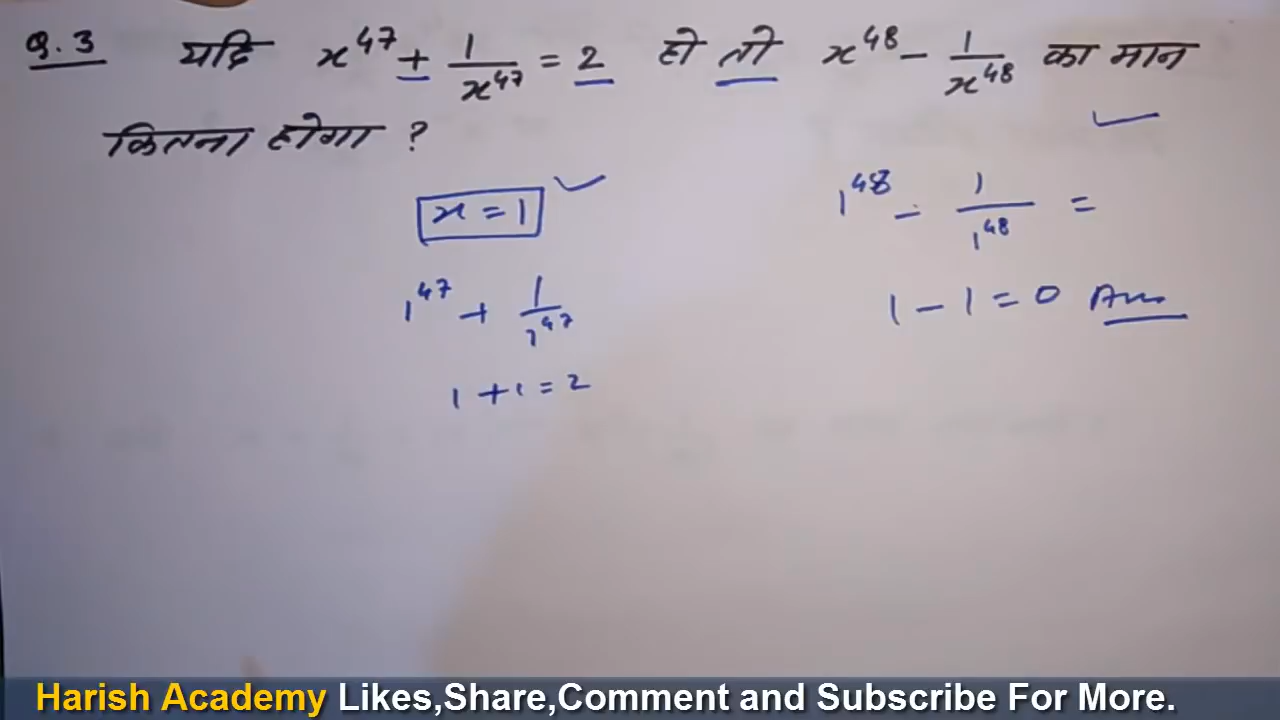 Q.3 यदि x^47 + 1/x^47 = 2 हो तो x^48 - 1/x^48 का मान
कितना होगा ?
x = 1
1^47 + 1/1^47
1 + 1 = 2
1^48 - 1/1^48 =
1 - 1 = 0 Ans
Harish Academy Likes,Share,Comment and Subscribe For More.